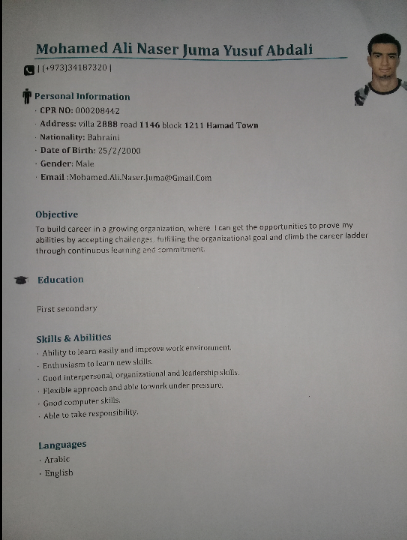 Mohamed Ali Naser Juma Yusuf Abdali
| (+973)34187320 |
Personal Information
· CPR NO: 000208442
· Address: villa 2888 road 1146 block 1211 Hamad Town
· Nationality: Bahraini
· Date of Birth: 25/2/2000
· Gender: Male
· Email :Mohamed.Ali.Naser.Juma@Gmail.Com
Objective
To build career in a growing organization, where I can get the opportunities to prove my
abilities by accepting challenges, fulfilling the organizational goal and climb the career ladder
through continuous learning and commitment.
Education
First secondary
Skills & Abilities
· Ability to learn easily and improve work environment.
· Enthusiasm to learn new skills.
· Good interpersonal, organizational and leadership skills.
· Flexible approach and able to work under pressure.
· Good computer skills.
· Able to take responsibility.
Languages
· Arabic
· English